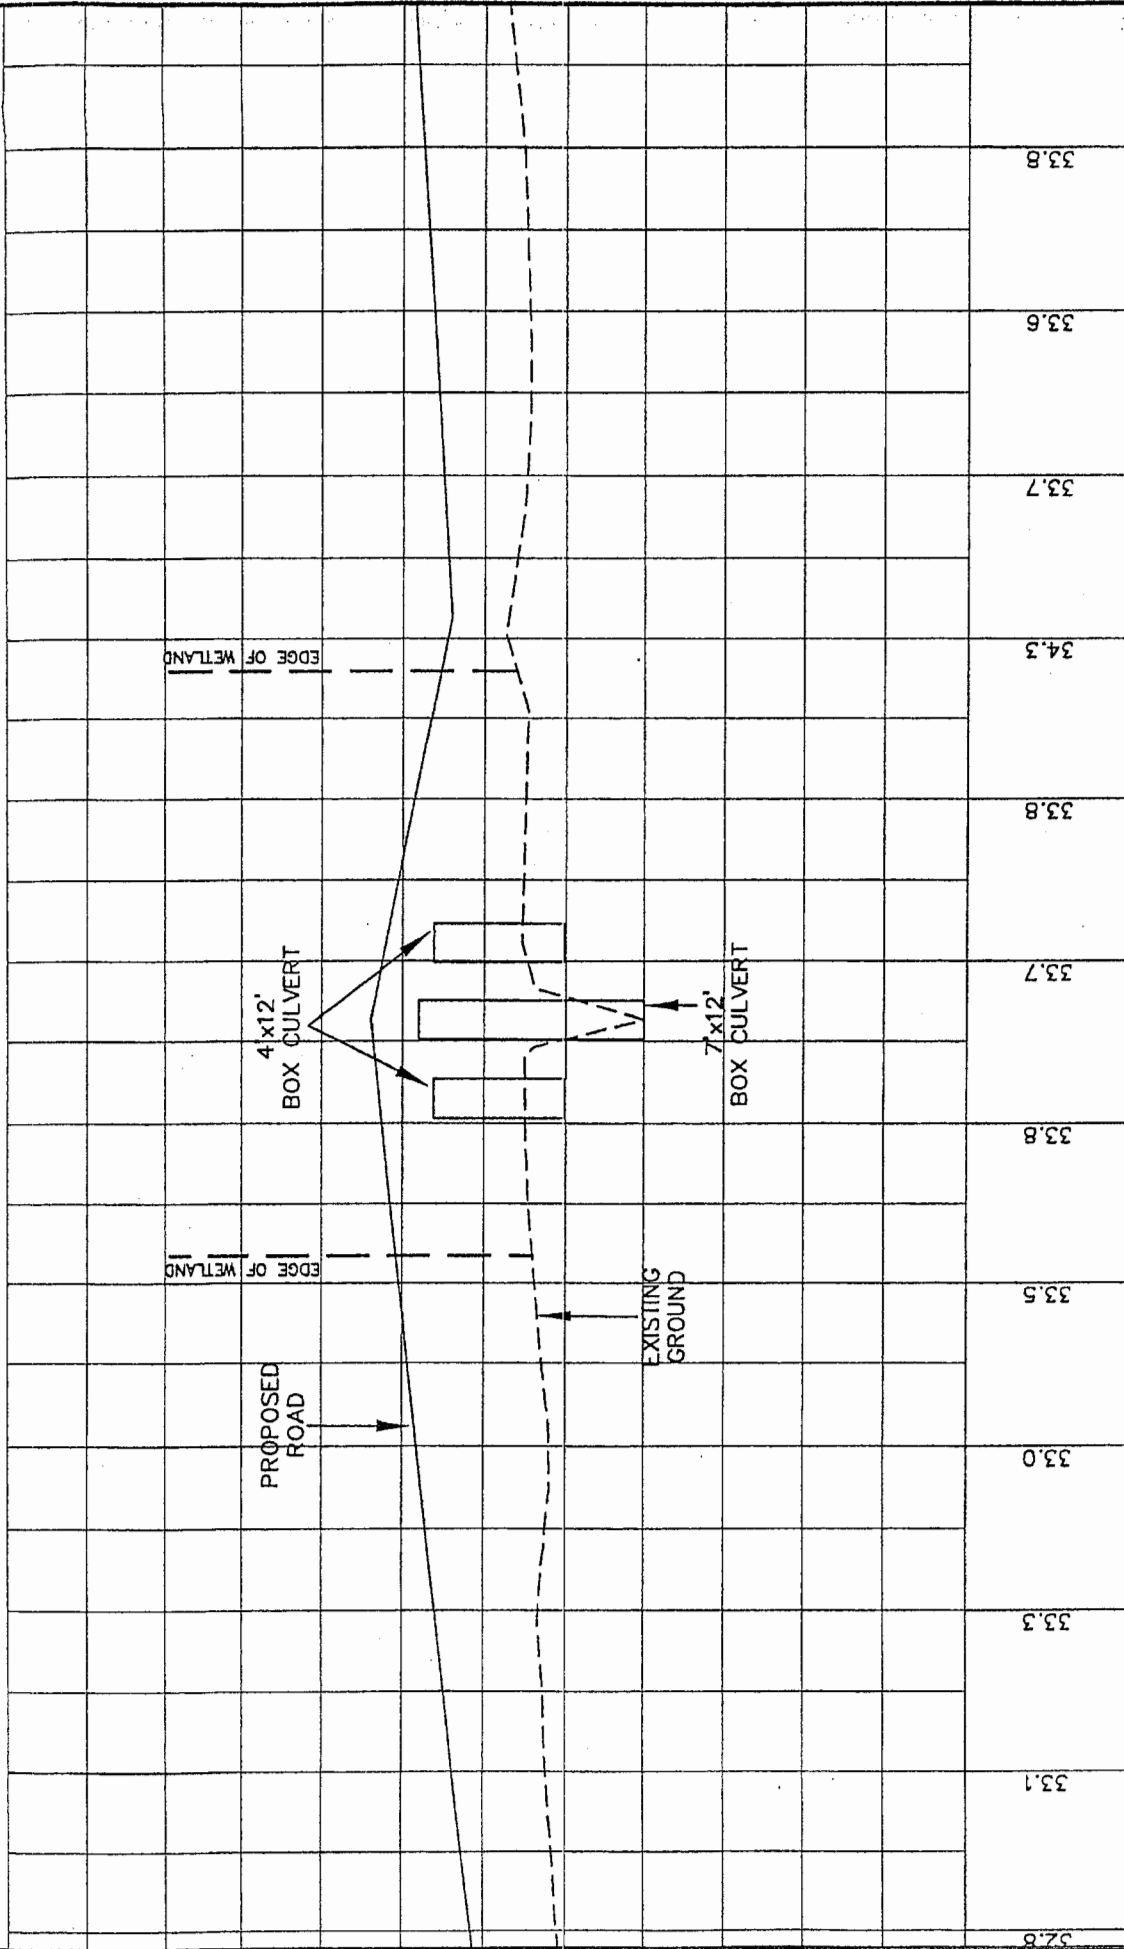 33.8
33.6
33.7
34.3
EDGE OF WETLAND
33.8
33.7
4'x12'
BOX CULVERT
7'x12'
BOX CULVERT
33.8
EDGE OF WETLAND
33.5
EXISTING
GROUND
PROPOSED
ROAD
33.0
33.3
33.1
32.8